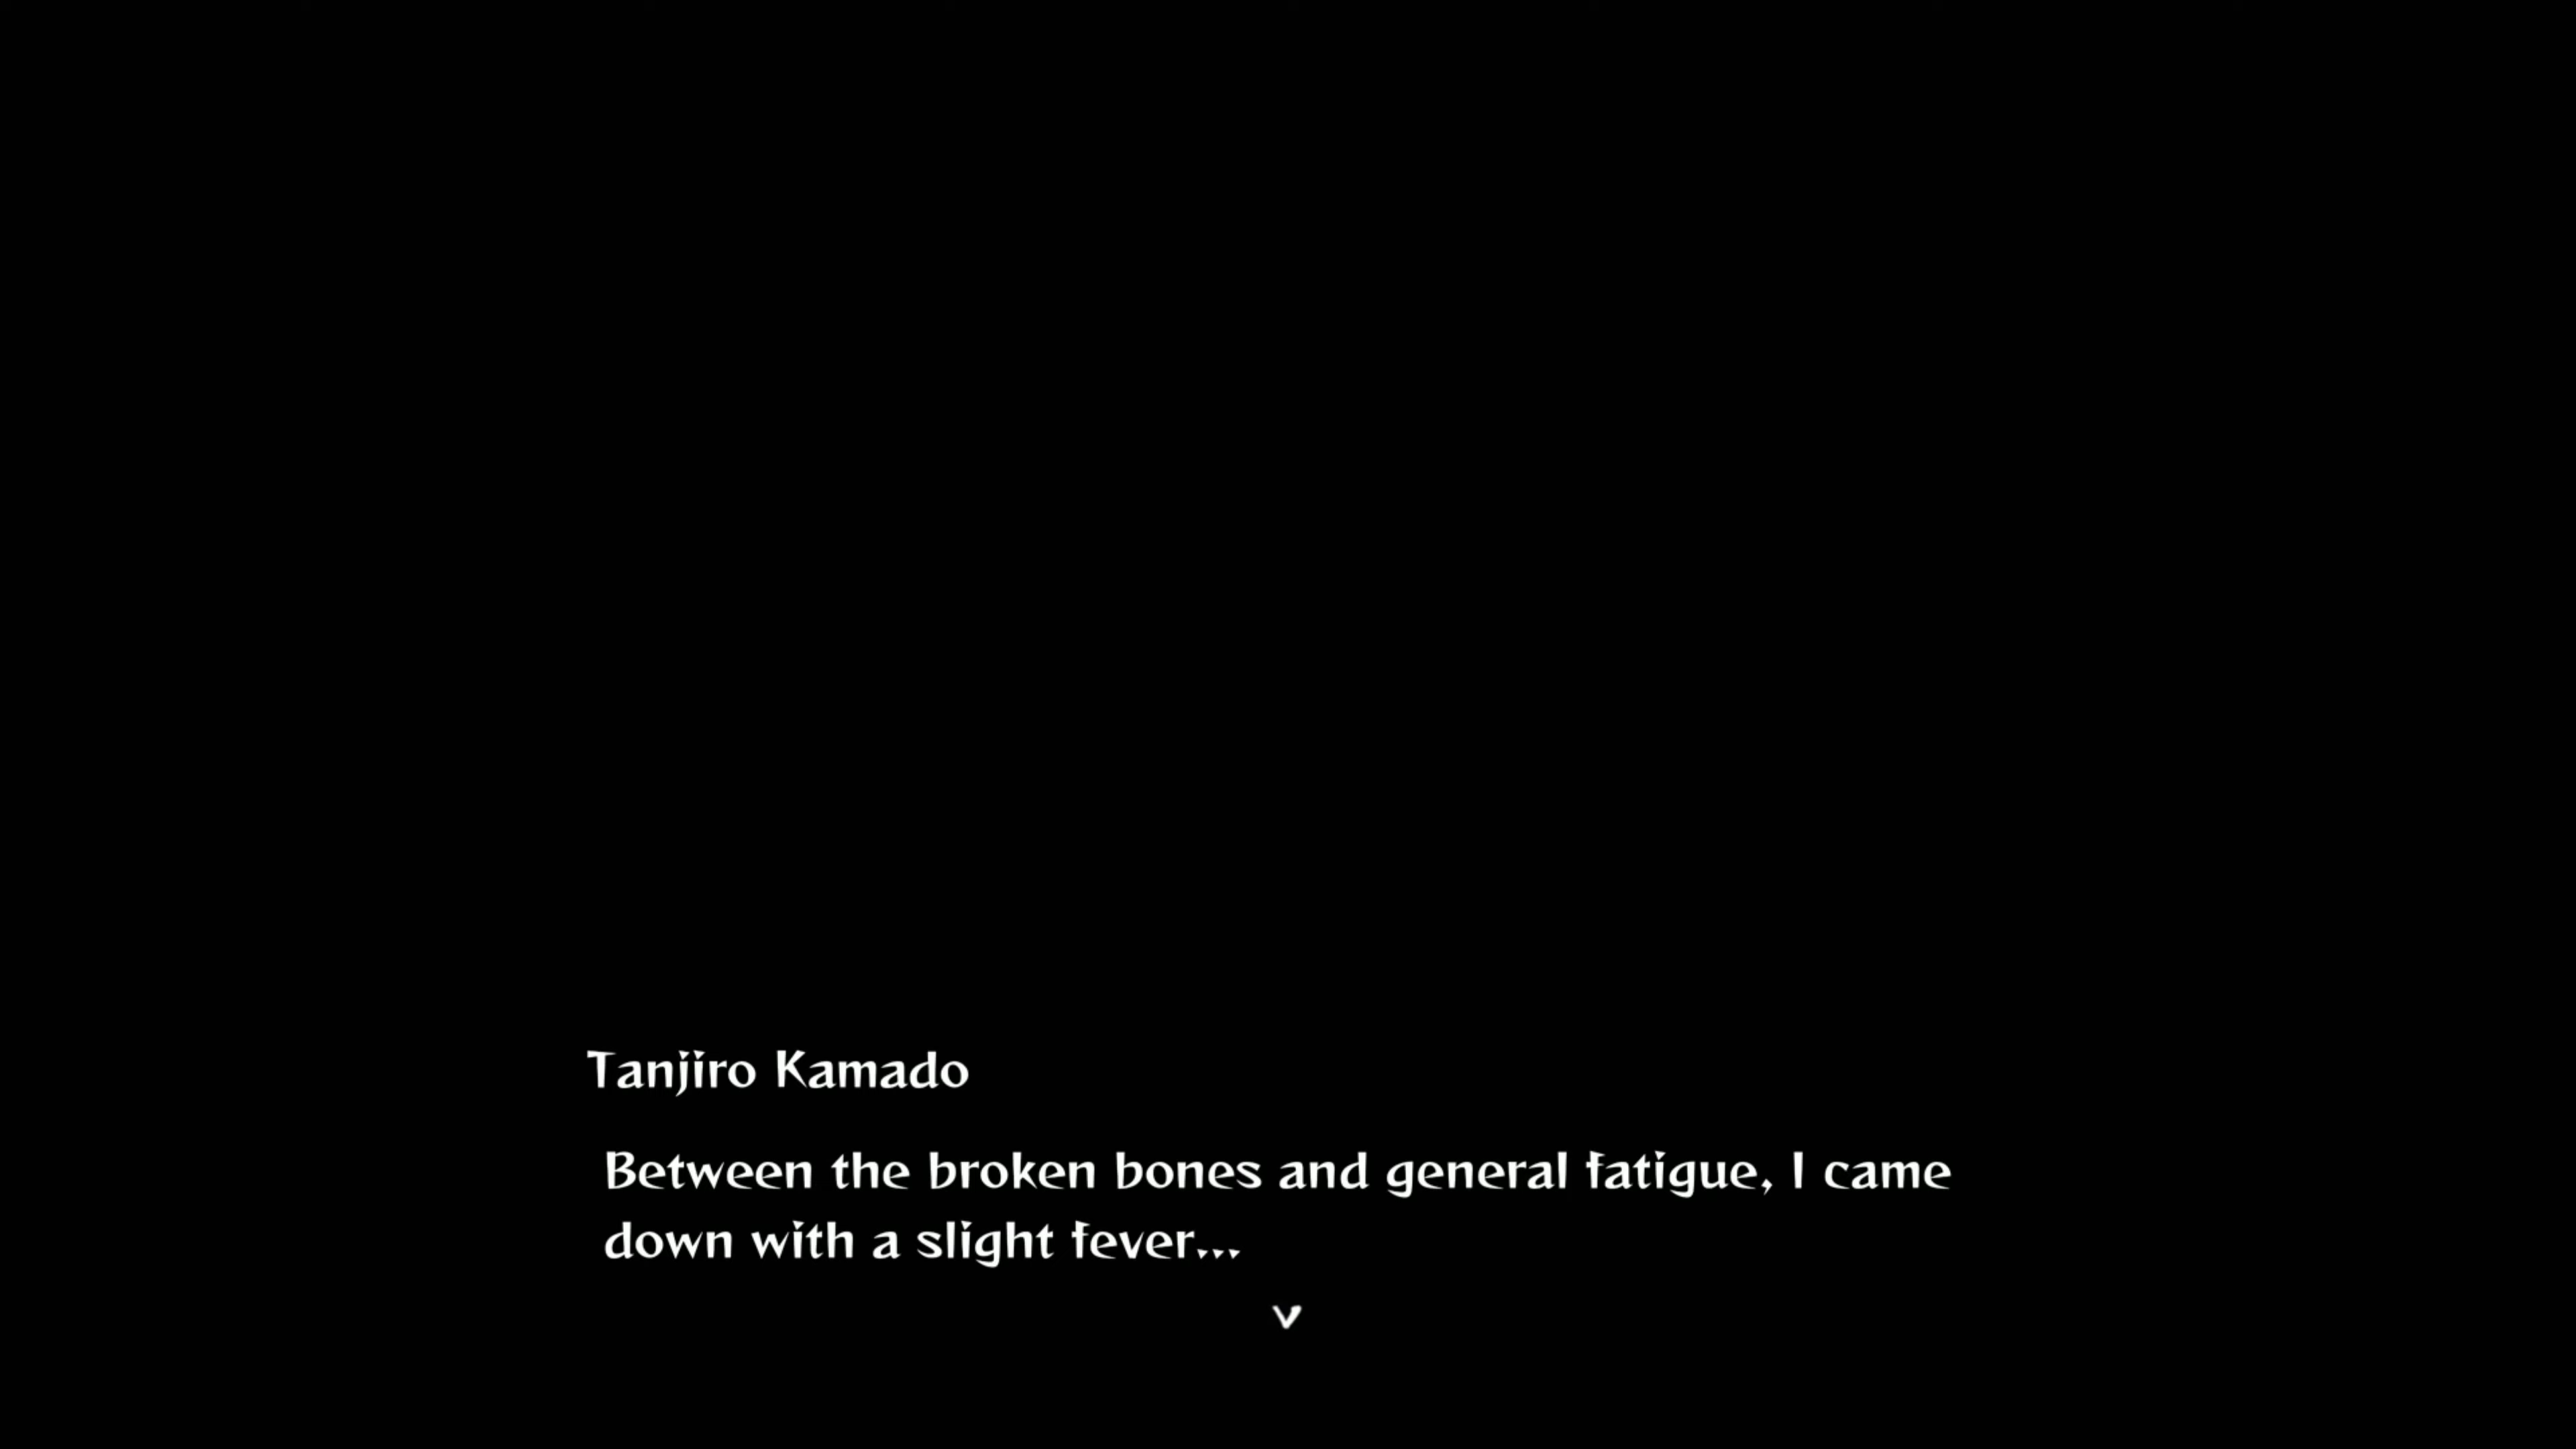 Tanjiro Kamado
Between the broken bones and general fatigue, I came
down with a slight fever...